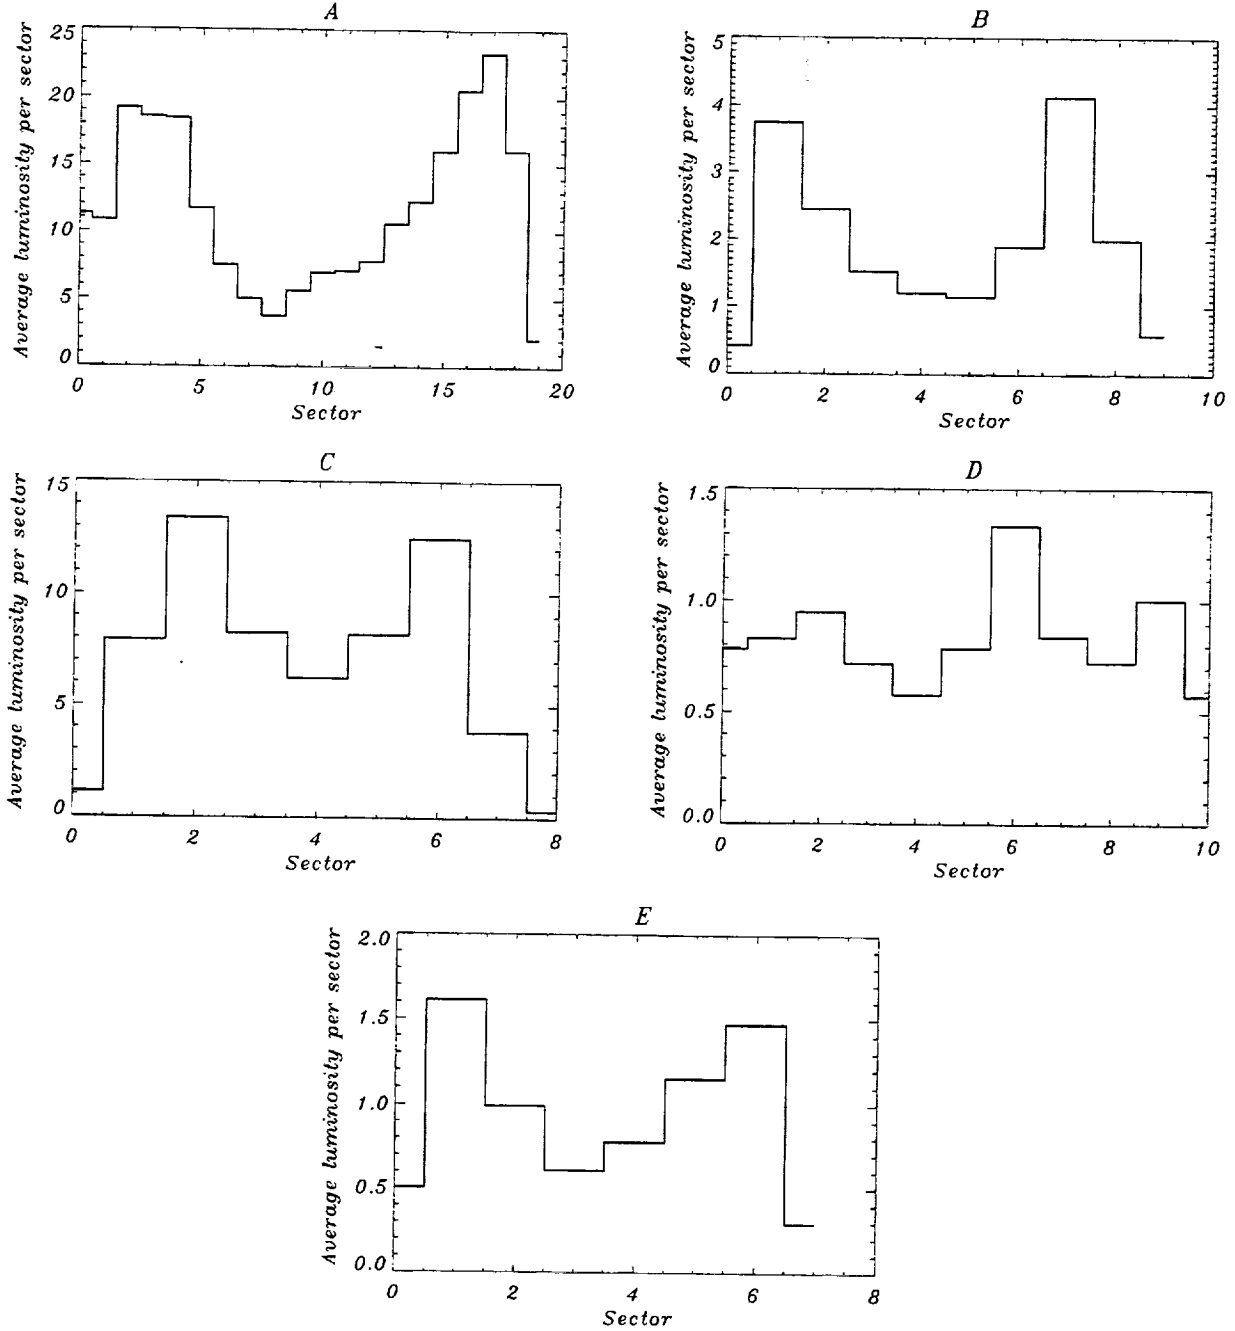 A
Average luminosity per sector
25
20
15
10
5
0
0 5 10 15 20
Sector
B
Average luminosity per sector
5
4
3
2
1
0
0 2 4 6 8 10
Sector
C
Average luminosity per sector
15
10
5
0
0 2 4 6 8
Sector
D
Average luminosity per sector
1.5
1.0
0.5
0.0
0 2 4 6 8 10
Sector
E
Average luminosity per sector
2.0
1.5
1.0
0.5
0.0
0 2 4 6 8
Sector